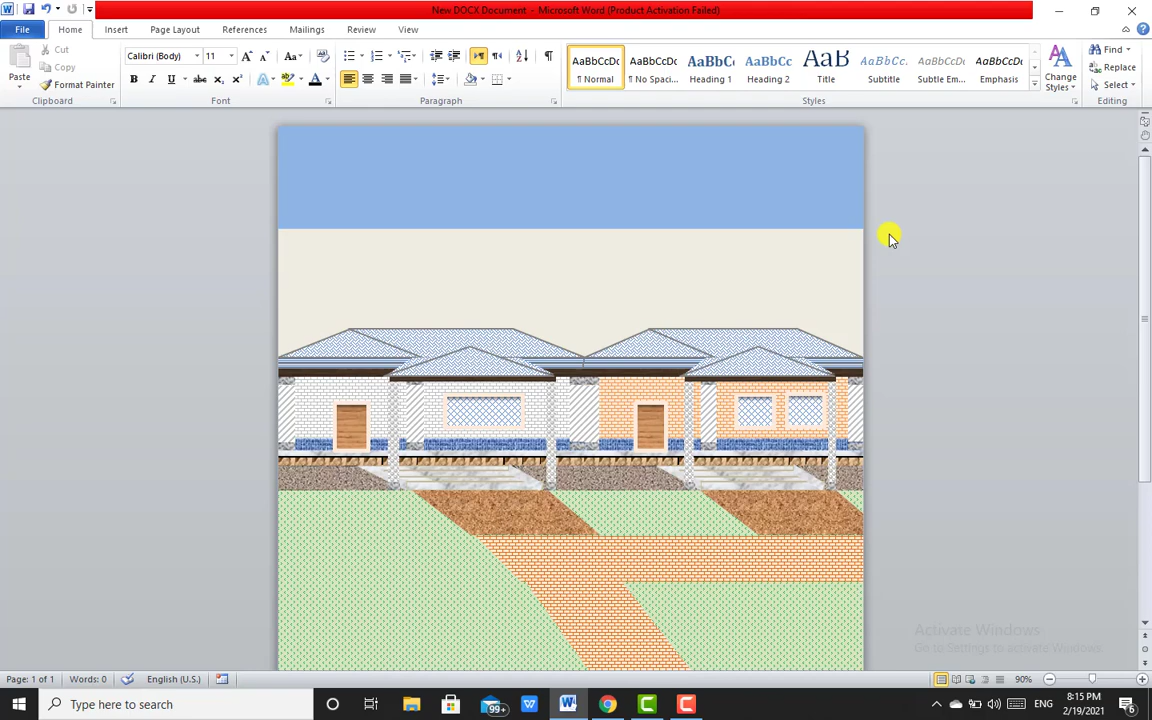 New DOCX Document - Microsoft Word (Product Activation Failed)
File Home Insert Page Layout References Mailings Review View
Paste
Cut
Copy
Format Painter
Clipboard
Calibri (Body) 11
Font
Paragraph
AaBbCcDc AaBbCcDc AaBbC AaBbCc AaB AaBbCc. AaBbCcDc AaBbCcDc
¶ Normal ¶ No Spaci... Heading 1 Heading 2 Title Subtitle Subtle Em... Emphasis
Change
Styles
Styles
Find
Replace
Select
Editing
Activate Windows
Go to Settings to activate Windows.
Page: 1 of 1 Words: 0 English (U.S.) 90%
Type here to search
99+
ENG
8:15 PM
2/19/2021
6